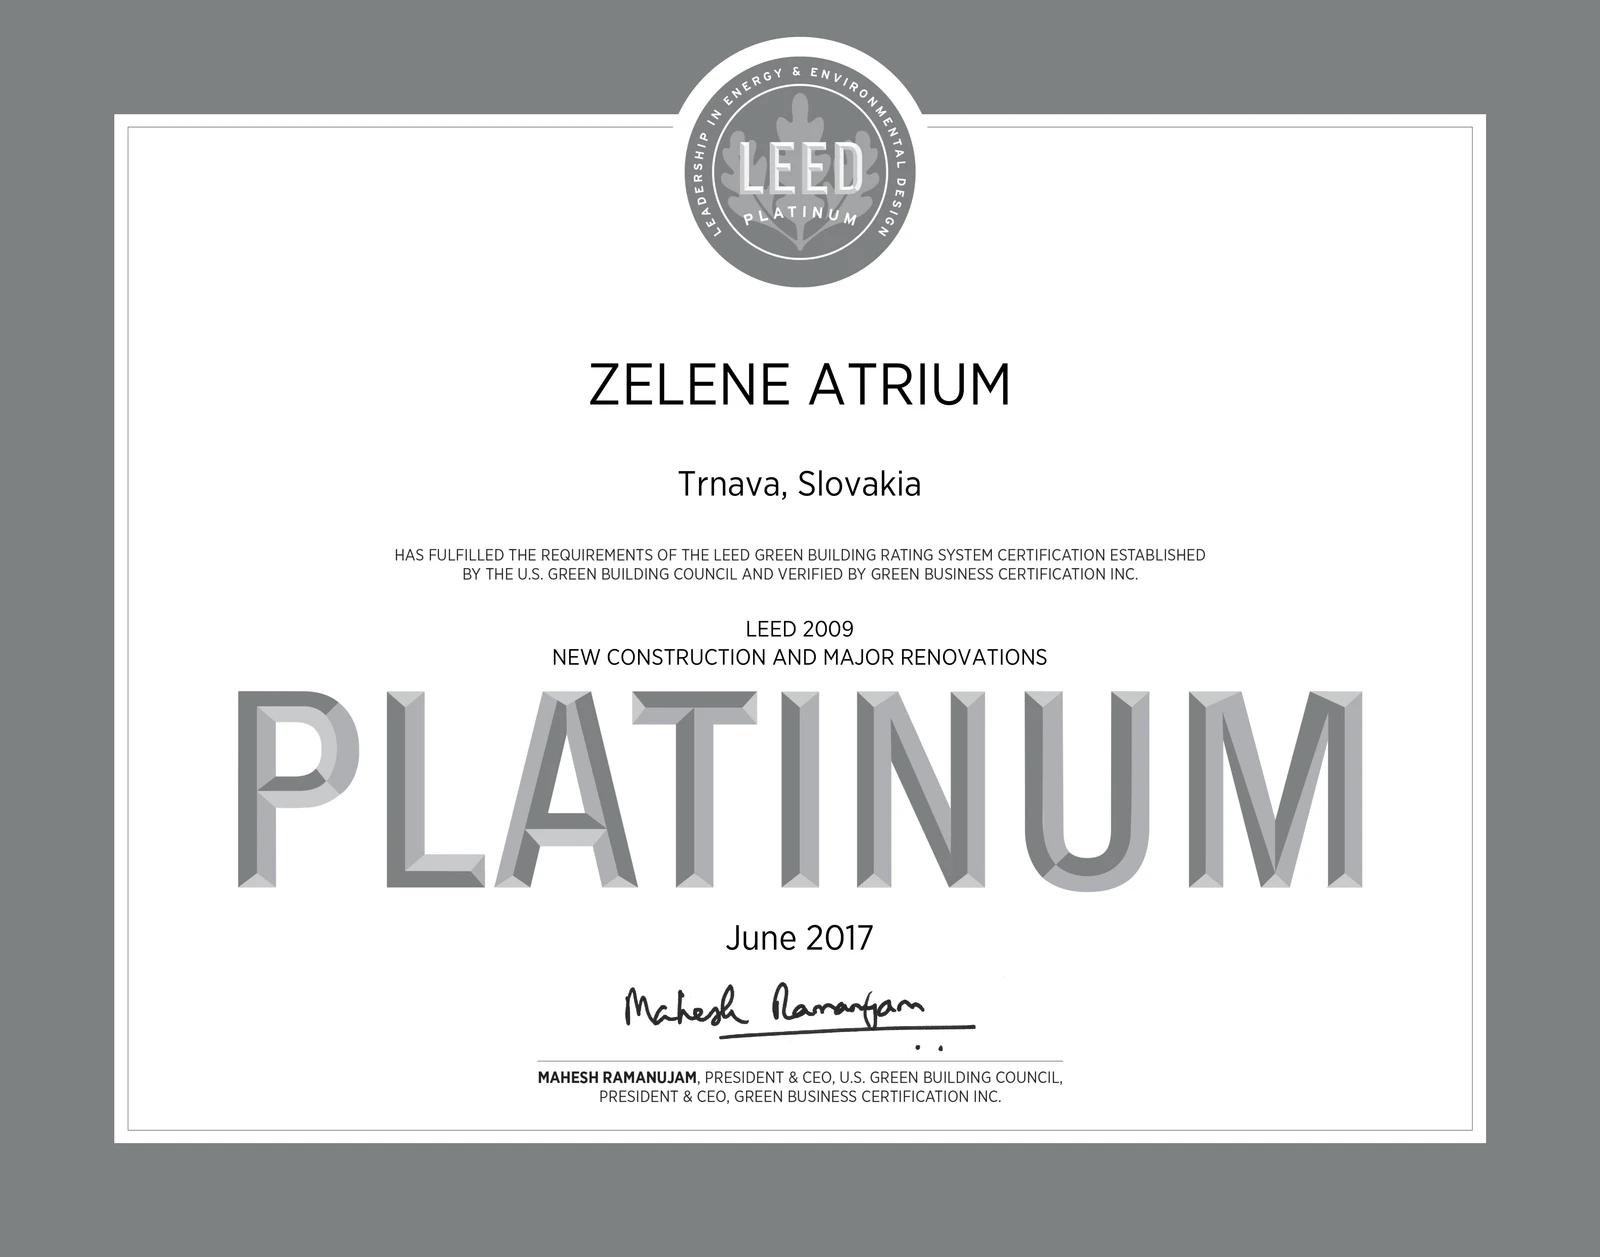 LEADERSHIP IN ENERGY & ENVIRONMENTAL DESIGN
LEED
PLATINUM
ZELENE ATRIUM
Trnava, Slovakia
HAS FULFILLED THE REQUIREMENTS OF THE LEED GREEN BUILDING RATING SYSTEM CERTIFICATION ESTABLISHED
BY THE U.S. GREEN BUILDING COUNCIL AND VERIFIED BY GREEN BUSINESS CERTIFICATION INC.
LEED 2009
NEW CONSTRUCTION AND MAJOR RENOVATIONS
PLATINUM
June 2017
Mahesh Ramanujam
MAHESH RAMANUJAM, PRESIDENT & CEO, U.S. GREEN BUILDING COUNCIL,
PRESIDENT & CEO, GREEN BUSINESS CERTIFICATION INC.